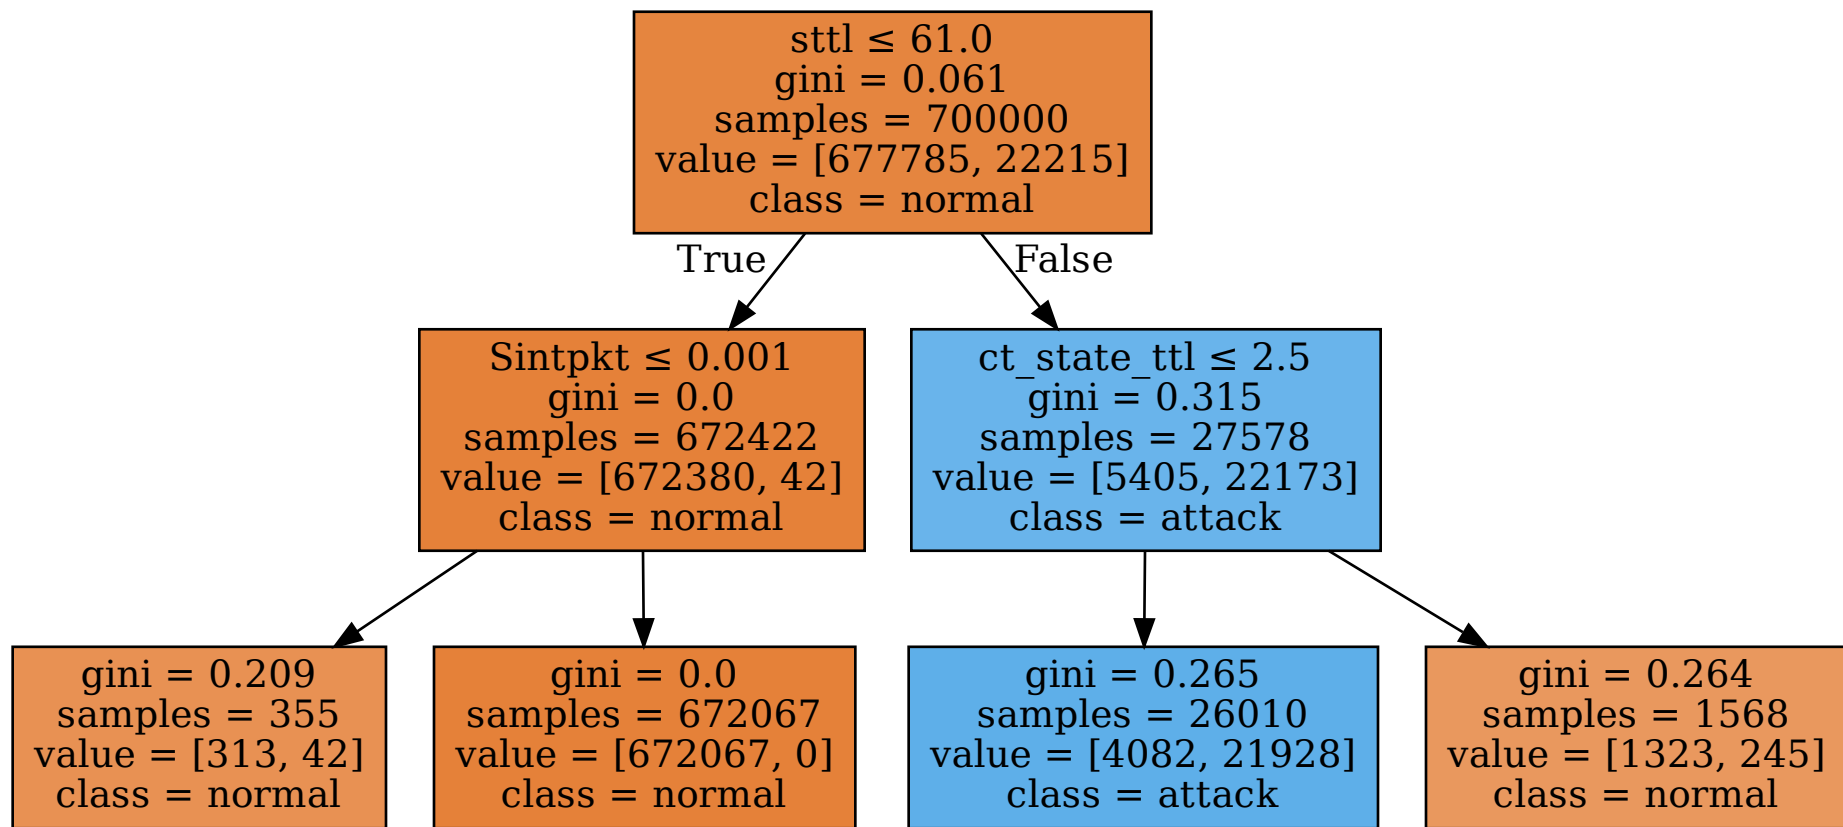 sttl ≤ 61.0
gini = 0.061
samples = 700000
value = [677785, 22215]
class = normal
True
False
Sintpkt ≤ 0.001
gini = 0.0
samples = 672422
value = [672380, 42]
class = normal
ct_state_ttl ≤ 2.5
gini = 0.315
samples = 27578
value = [5405, 22173]
class = attack
gini = 0.209
samples = 355
value = [313, 42]
class = normal
gini = 0.0
samples = 672067
value = [672067, 0]
class = normal
gini = 0.265
samples = 26010
value = [4082, 21928]
class = attack
gini = 0.264
samples = 1568
value = [1323, 245]
class = normal